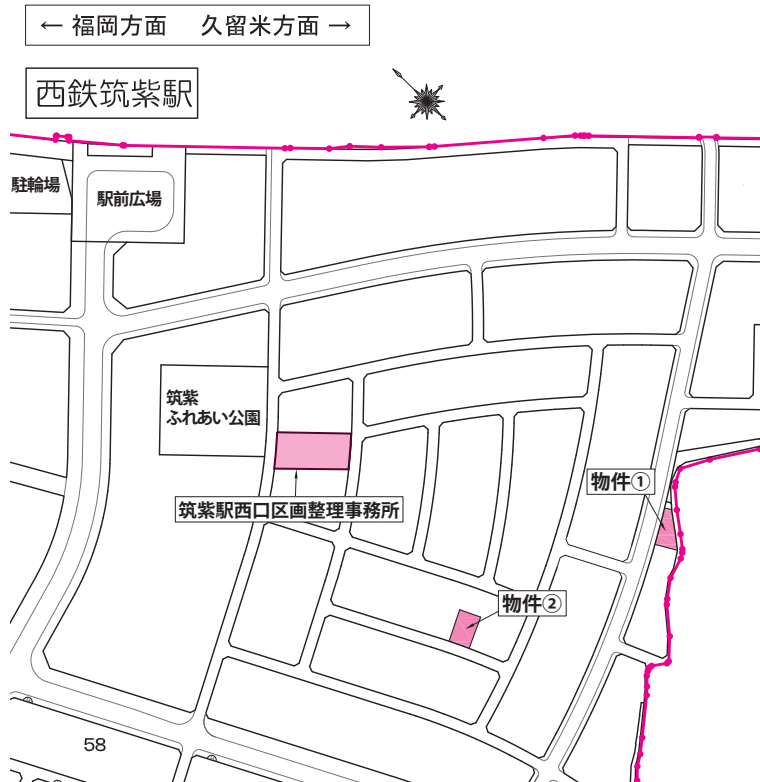 ← 福岡方面 久留米方面 →
西鉄筑紫駅
駐輪場
駅前広場
筑紫
ふれあい公園
物件①
筑紫駅西口区画整理事務所
物件②
58